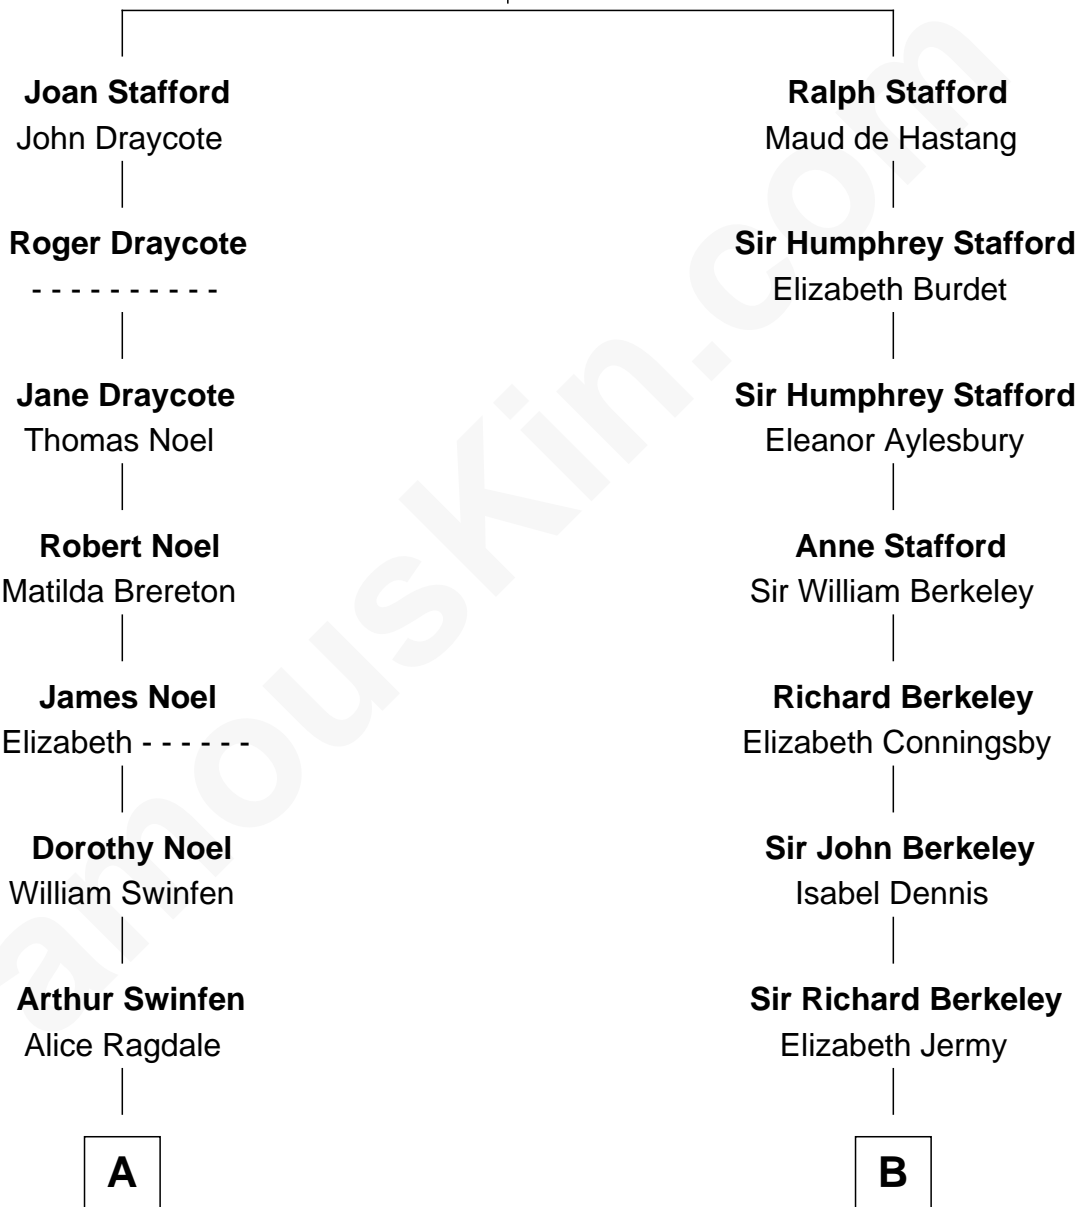 Joan Stafford
John Draycote
Roger Draycote
- - - - - - - - - -
Jane Draycote
Thomas Noel
Robert Noel
Matilda Brereton
James Noel
Elizabeth - - - - - -
Dorothy Noel
William Swinfen
Arthur Swinfen
Alice Ragdale
A
Ralph Stafford
Maud de Hastang
Sir Humphrey Stafford
Elizabeth Burdet
Sir Humphrey Stafford
Eleanor Aylesbury
Anne Stafford
Sir William Berkeley
Richard Berkeley
Elizabeth Conningsby
Sir John Berkeley
Isabel Dennis
Sir Richard Berkeley
Elizabeth Jermy
B
amouskin.com